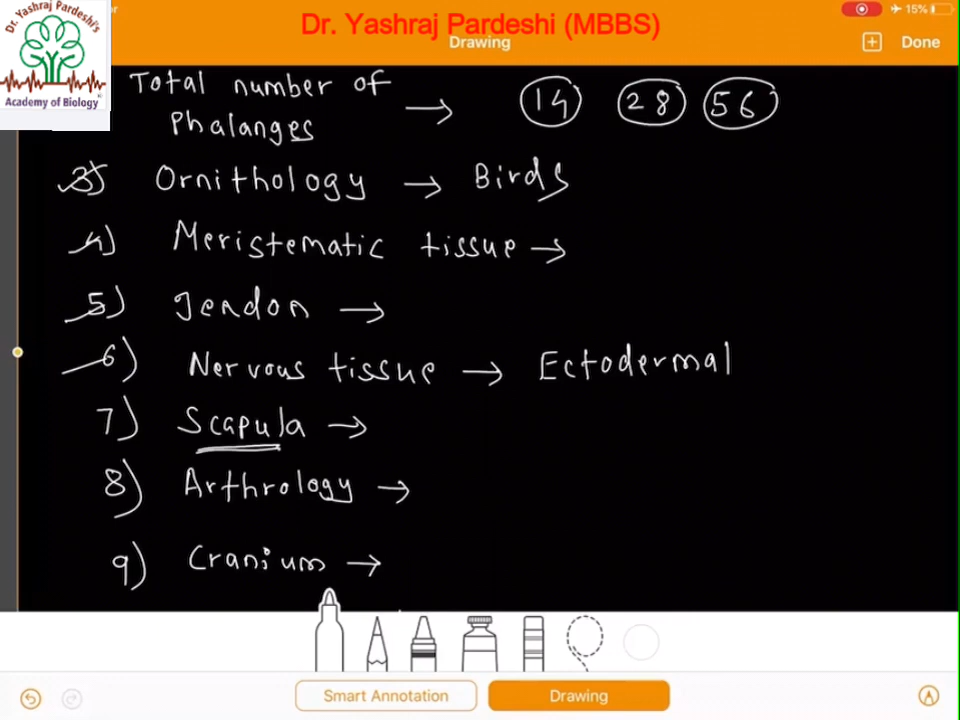 Dr. Yashraj Pardeshi's
Academy of Biology
Dr. Yashraj Pardeshi (MBBS)
15%
Drawing
Done
Total number of
Phalanges → 14 28 56
3) Ornithology → Birds
4) Meristematic tissue →
5) Tendon →
6) Nervous tissue → Ectodermal
7) Scapula →
8) Arthrology →
9) Cranium →
Smart Annotation
Drawing